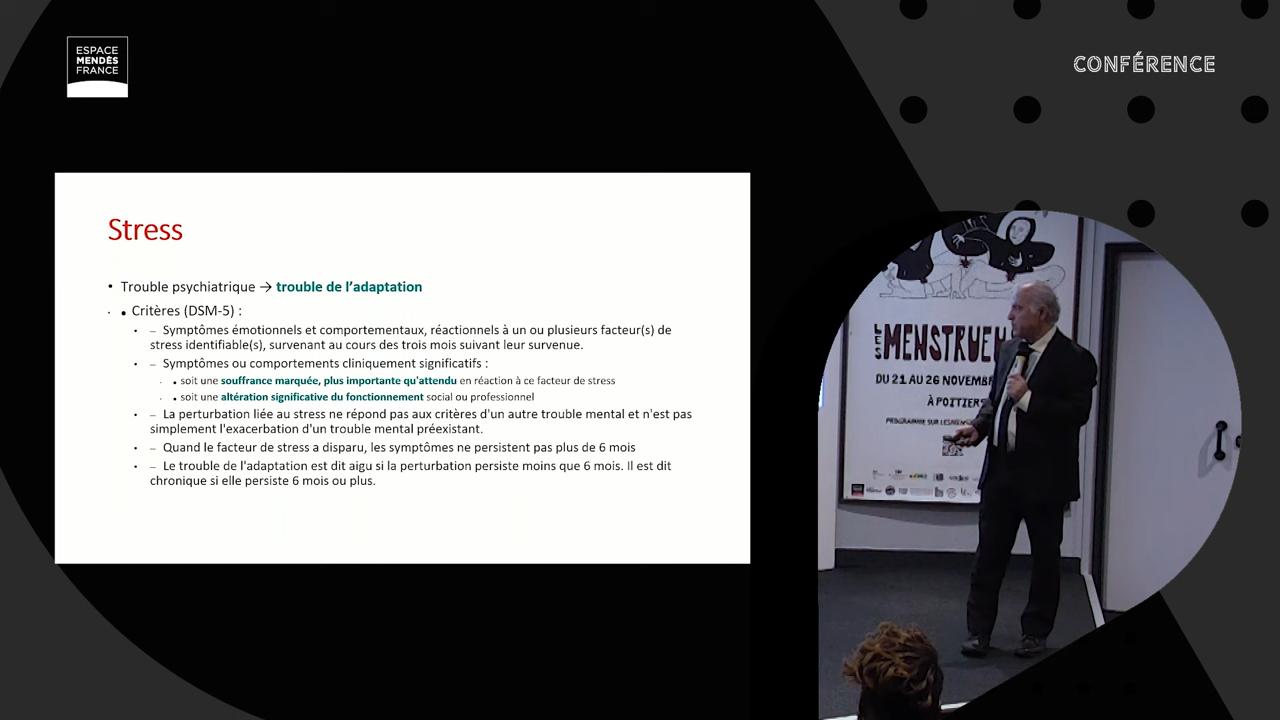 ESPACE
MENDÈS
FRANCE
CONFÉRENCE
Stress
• Trouble psychiatrique → trouble de l'adaptation
• Critères (DSM-5) :
– Symptômes émotionnels et comportementaux, réactionnels à un ou plusieurs facteur(s) de
stress identifiable(s), survenant au cours des trois mois suivant leur survenue.
– Symptômes ou comportements cliniquement significatifs :
• soit une souffrance marquée, plus importante qu'attendu en réaction à ce facteur de stress
• soit une altération significative du fonctionnement social ou professionnel
– La perturbation liée au stress ne répond pas aux critères d'un autre trouble mental et n'est pas
simplement l'exacerbation d'un trouble mental préexistant.
– Quand le facteur de stress a disparu, les symptômes ne persistent pas plus de 6 mois
– Le trouble de l'adaptation est dit aigu si la perturbation persiste moins que 6 mois. Il est dit
chronique si elle persiste 6 mois ou plus.
LES MENSTRUE
DU 21 AU 26 NOVEMB
À POITIERS
PROGRAMME SUR